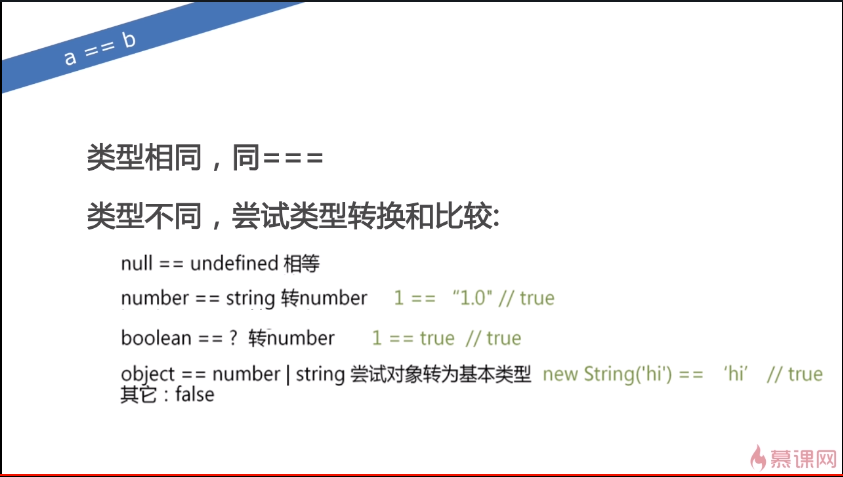 a == b
类型相同，同===
类型不同，尝试类型转换和比较:
null == undefined 相等
number == string 转number 1 == “1.0" // true
boolean == ? 转number 1 == true // true
object == number | string 尝试对象转为基本类型 new String('hi') == ‘hi’ // true
其它：false
慕课网